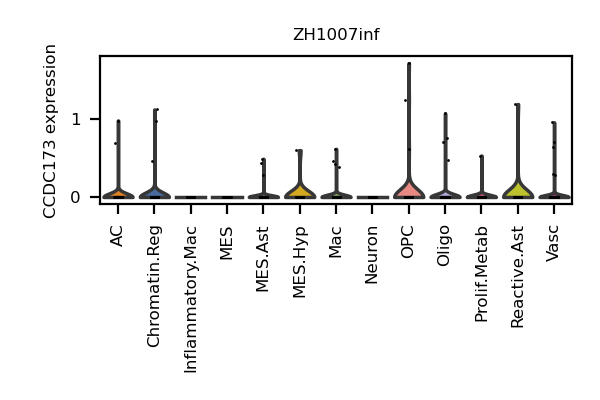 ZH1007inf
CCDC173 expression
1
0
AC
Chromatin.Reg
Inflammatory.Mac
MES
MES.Ast
MES.Hyp
Mac
Neuron
OPC
Oligo
Prolif.Metab
Reactive.Ast
Vasc